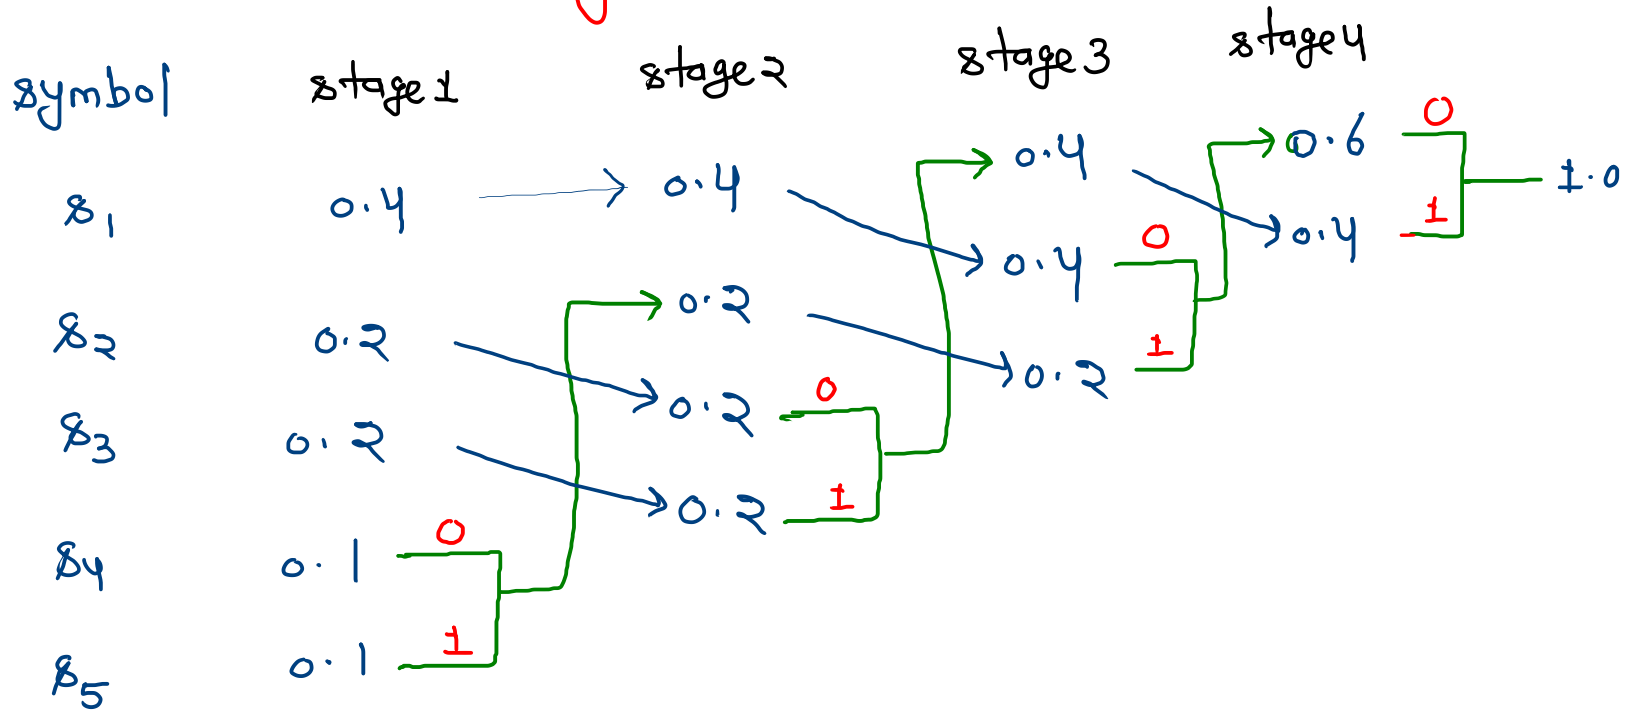 symbol stage 1 stage 2 stage 3 stage 4
s1 0.4 0.4 0.4 0.6 0 1.0
0.4 0 0.4 1
s2 0.2 0.2 0.2 1
s3 0.2 0.2 0
0.2 1
s4 0.1 0
s5 0.1 1